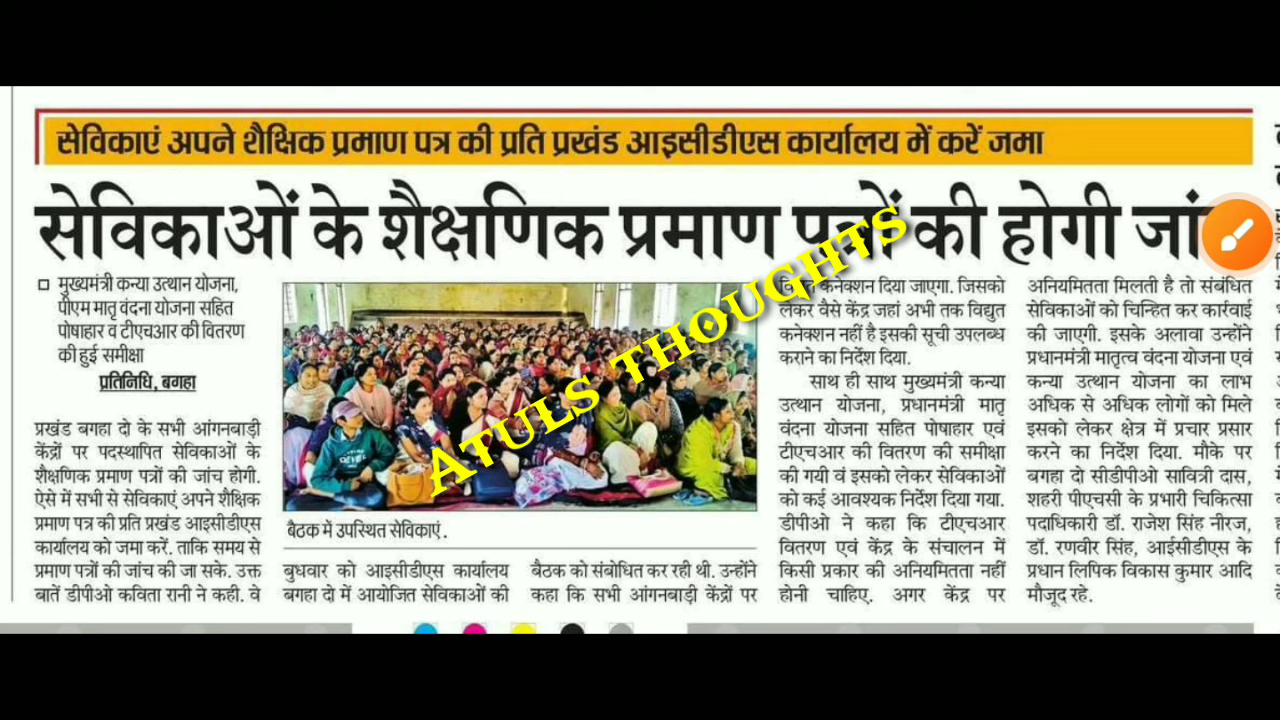 सेविकाएं अपने शैक्षिक प्रमाण पत्र की प्रति प्रखंड आइसीडीएस कार्यालय में करें जमा
सेविकाओं के शैक्षणिक प्रमाण पत्रों की होगी जां
मुख्यमंत्री कन्या उत्थान योजना,
पीएम मातृ वंदना योजना सहित
पोषाहार व टीएचआर की वितरण
की हुई समीक्षा
प्रतिनिधि, बगहा
प्रखंड बगहा दो के सभी आंगनबाड़ी
केंद्रों पर पदस्थापित सेविकाओं के
शैक्षणिक प्रमाण पत्रों की जांच होगी.
ऐसे में सभी से सेविकाएं अपने शैक्षिक
प्रमाण पत्र की प्रति प्रखंड आइसीडीएस
कार्यालय को जमा करें. ताकि समय से
प्रमाण पत्रों की जांच की जा सके. उक्त
बातें डीपीओ कविता रानी ने कही. वे
ATULS THOUGHTS
बैठक में उपस्थित सेविकाएं.
बुधवार को आइसीडीएस कार्यालय
बगहा दो में आयोजित सेविकाओं की
बैठक को संबोधित कर रही थी. उन्होंने
कहा कि सभी आंगनबाड़ी केंद्रों पर
कनेक्शन दिया जाएगा. जिसको
लेकर वैसे केंद्र जहां अभी तक विद्युत
कनेक्शन नहीं है इसकी सूची उपलब्ध
कराने का निर्देश दिया.
साथ ही साथ मुख्यमंत्री कन्या
उत्थान योजना, प्रधानमंत्री मातृ
वंदना योजना सहित पोषाहार एवं
टीएचआर की वितरण की समीक्षा
की गयी वं इसको लेकर सेविकाओं
को कई आवश्यक निर्देश दिया गया.
डीपीओ ने कहा कि टीएचआर
वितरण एवं केंद्र के संचालन में
किसी प्रकार की अनियमितता नहीं
होनी चाहिए. अगर केंद्र पर
अनियमितता मिलती है तो संबंधित
सेविकाओं को चिन्हित कर कार्रवाई
की जाएगी. इसके अलावा उन्होंने
प्रधानमंत्री मातृत्व वंदना योजना एवं
कन्या उत्थान योजना का लाभ
अधिक से अधिक लोगों को मिले
इसको लेकर क्षेत्र में प्रचार प्रसार
करने का निर्देश दिया. मौके पर
बगहा दो सीडीपीओ सावित्री दास,
शहरी पीएचसी के प्रभारी चिकित्सा
पदाधिकारी डॉ. राजेश सिंह नीरज,
डॉ. रणवीर सिंह, आईसीडीएस के
प्रधान लिपिक विकास कुमार आदि
मौजूद रहे.